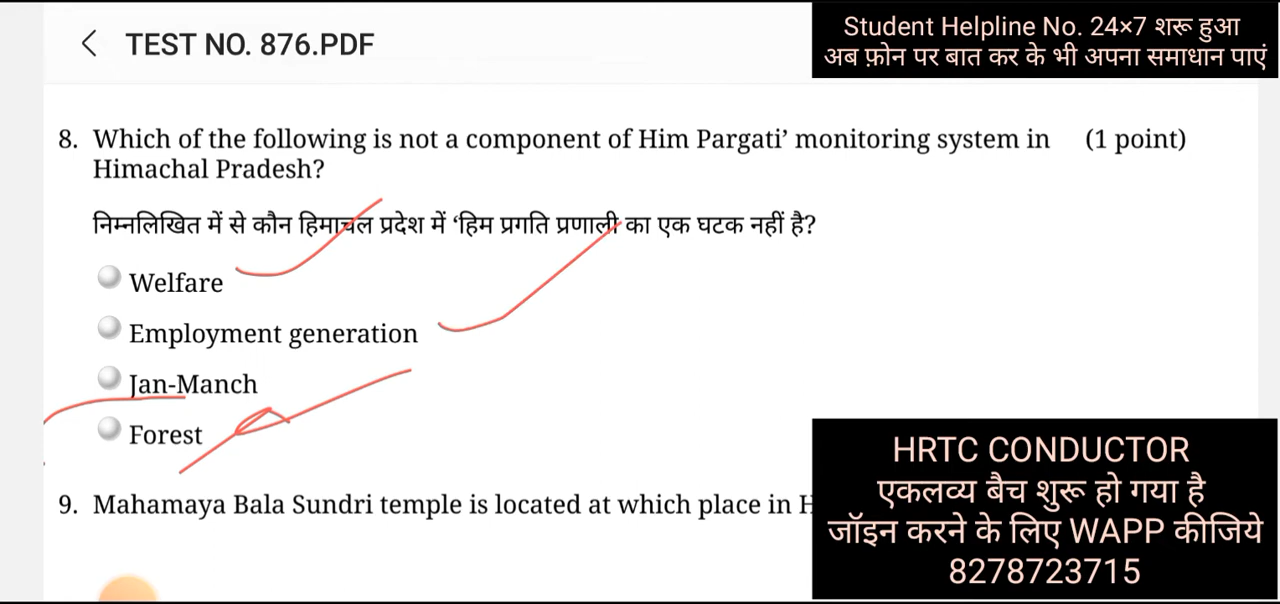 Student Helpline No. 24×7 शरू हुआ
अब फ़ोन पर बात कर के भी अपना समाधान पाएं
TEST NO. 876.PDF
8. Which of the following is not a component of Him Pargati’ monitoring system in (1 point)
Himachal Pradesh?
निम्नलिखित में से कौन हिमाचल प्रदेश में ‘हिम प्रगति प्रणाली का एक घटक नहीं है?
Welfare
Employment generation
Jan-Manch
Forest
9. Mahamaya Bala Sundri temple is located at which place in H
HRTC CONDUCTOR
एकलव्य बैच शुरू हो गया है
जॉइन करने के लिए WAPP कीजिये
8278723715